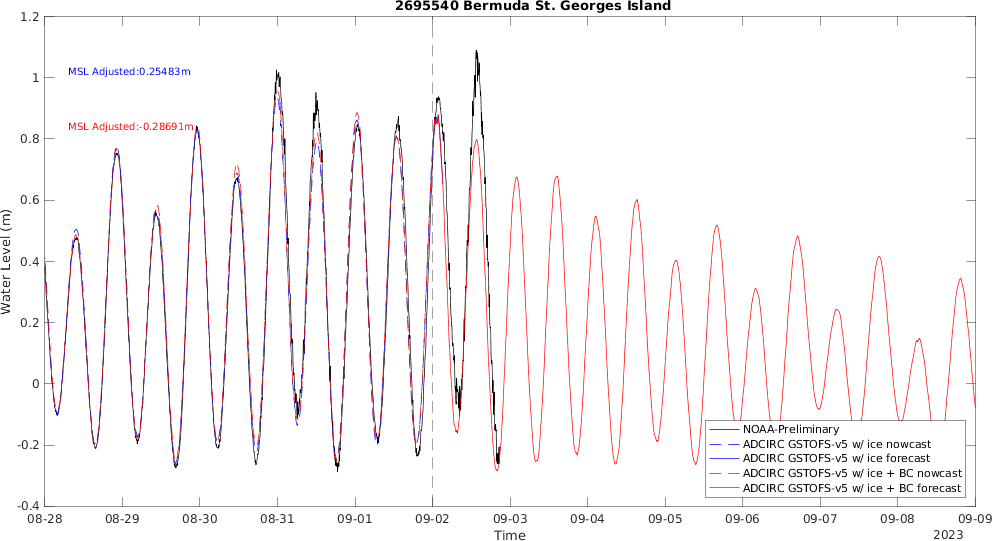 2695540 Bermuda St. Georges Island
1.2
1
0.8
0.6
0.4
0.2
0
-0.2
-0.4
Water Level (m)
MSL Adjusted:0.25483m
MSL Adjusted:-0.28691m
NOAA-Preliminary
ADCIRC GSTOFS-v5 w/ ice nowcast
ADCIRC GSTOFS-v5 w/ ice forecast
ADCIRC GSTOFS-v5 w/ ice + BC nowcast
ADCIRC GSTOFS-v5 w/ ice + BC forecast
08-28 08-29 08-30 08-31 09-01 09-02 09-03 09-04 09-05 09-06 09-07 09-08 09-09
Time
2023